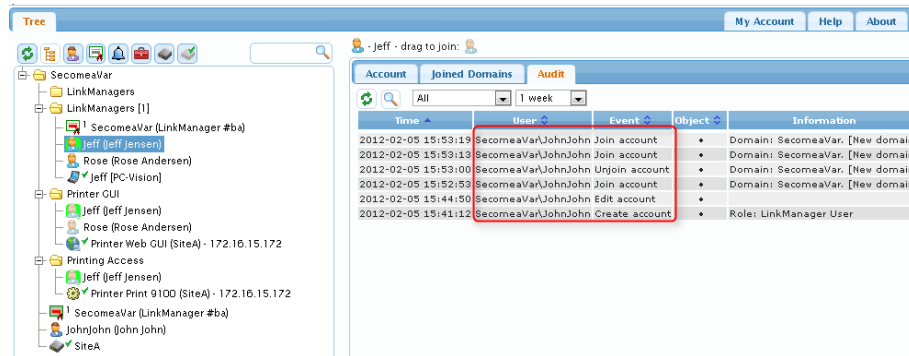 Tree
My Account Help About
- Jeff - drag to join:
SecomeaVar
LinkManagers
LinkManagers [1]
1 SecomeaVar (LinkManager #ba)
Jeff (Jeff Jensen)
Rose (Rose Andersen)
Jeff [PC-Vision]
Printer GUI
Jeff (Jeff Jensen)
Rose (Rose Andersen)
Printer Web GUI (SiteA) - 172.16.15.172
Printing Access
Jeff (Jeff Jensen)
Printer Print 9100 (SiteA) - 172.16.15.172
1 SecomeaVar (LinkManager #ba)
JohnJohn (John John)
SiteA
Account Joined Domains Audit
All 1 week
Time User Event Object Information
2012-02-05 15:53:19 SecomeaVar\JohnJohn Join account • Domain: SecomeaVar. [New domai
2012-02-05 15:53:13 SecomeaVar\JohnJohn Join account • Domain: SecomeaVar. [New domai
2012-02-05 15:53:00 SecomeaVar\JohnJohn Unjoin account • Domain: SecomeaVar. [New domai
2012-02-05 15:52:53 SecomeaVar\JohnJohn Join account • Domain: SecomeaVar. [New domai
2012-02-05 15:44:50 SecomeaVar\JohnJohn Edit account •
2012-02-05 15:41:12 SecomeaVar\JohnJohn Create account • Role: LinkManager User